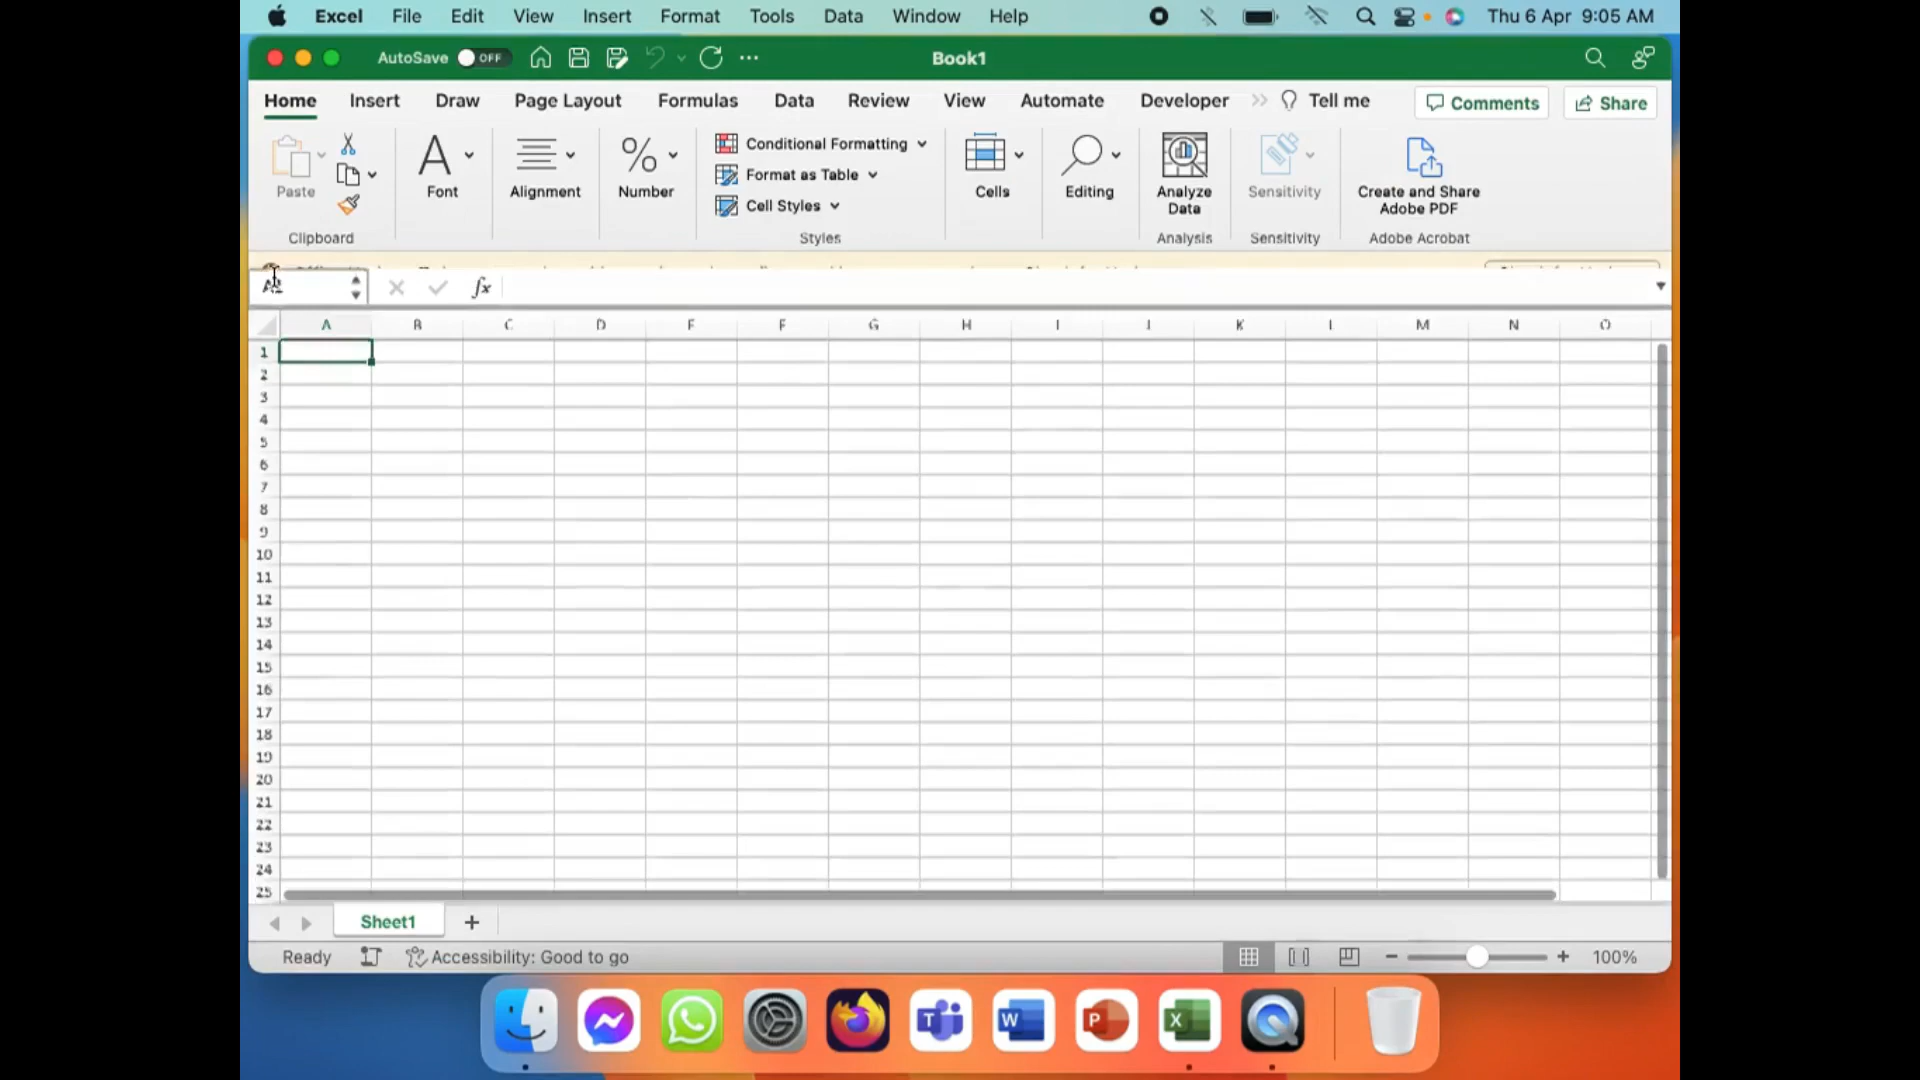 Excel File Edit View Insert Format Tools Data Window Help Thu 6 Apr 9:05 AM
AutoSave OFF Book1
Home Insert Draw Page Layout Formulas Data Review View Automate Developer Tell me Comments Share
Paste Font Alignment Number Conditional Formatting Format as Table Cell Styles Cells Editing Analyze Data Sensitivity Create and Share Adobe PDF
Clipboard Styles Analysis Sensitivity Adobe Acrobat
fx
A B C D E F G H I J K L M N O
1
2
3
4
5
6
7
8
9
10
11
12
13
14
15
16
17
18
19
20
21
22
23
24
25
Sheet1 +
Ready Accessibility: Good to go 100%
T W P X